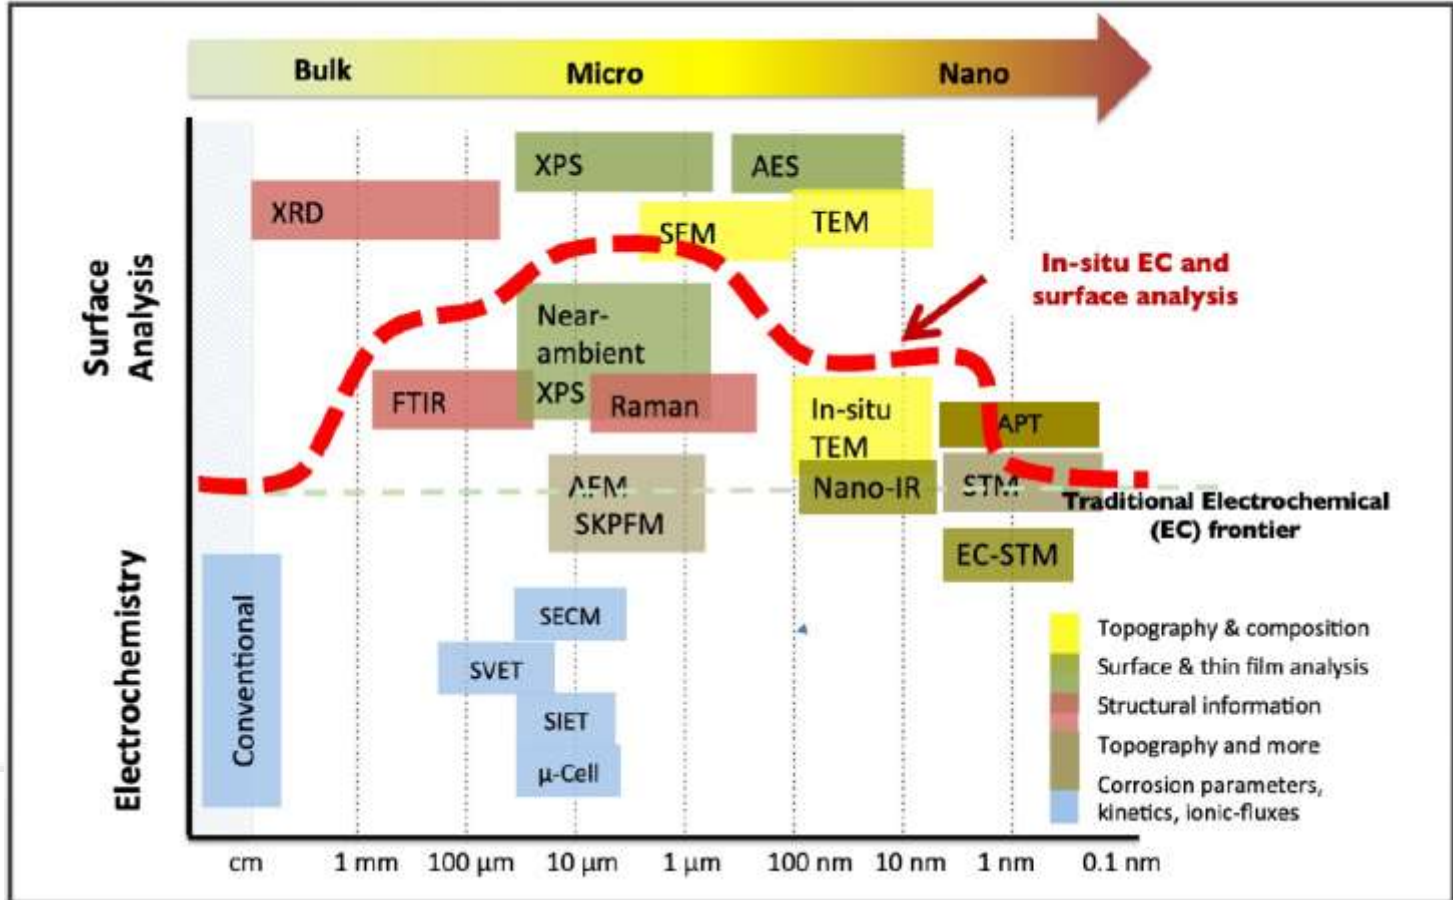 Bulk
Micro
Nano
Surface
Analysis
Electrochemistry
XPS
AES
XRD
SEM
TEM
In-situ EC and
surface analysis
Near-
ambient
XPS
FTIR
Raman
In-situ
TEM
APT
AFM
SKPFM
Nano-IR
STM
Traditional Electrochemical
(EC) frontier
EC-STM
Conventional
SECM
SVET
SIET
µ-Cell
Topography & composition
Surface & thin film analysis
Structural information
Topography and more
Corrosion parameters,
kinetics, ionic-fluxes
cm
1 mm
100 µm
10 µm
1 µm
100 nm
10 nm
1 nm
0.1 nm